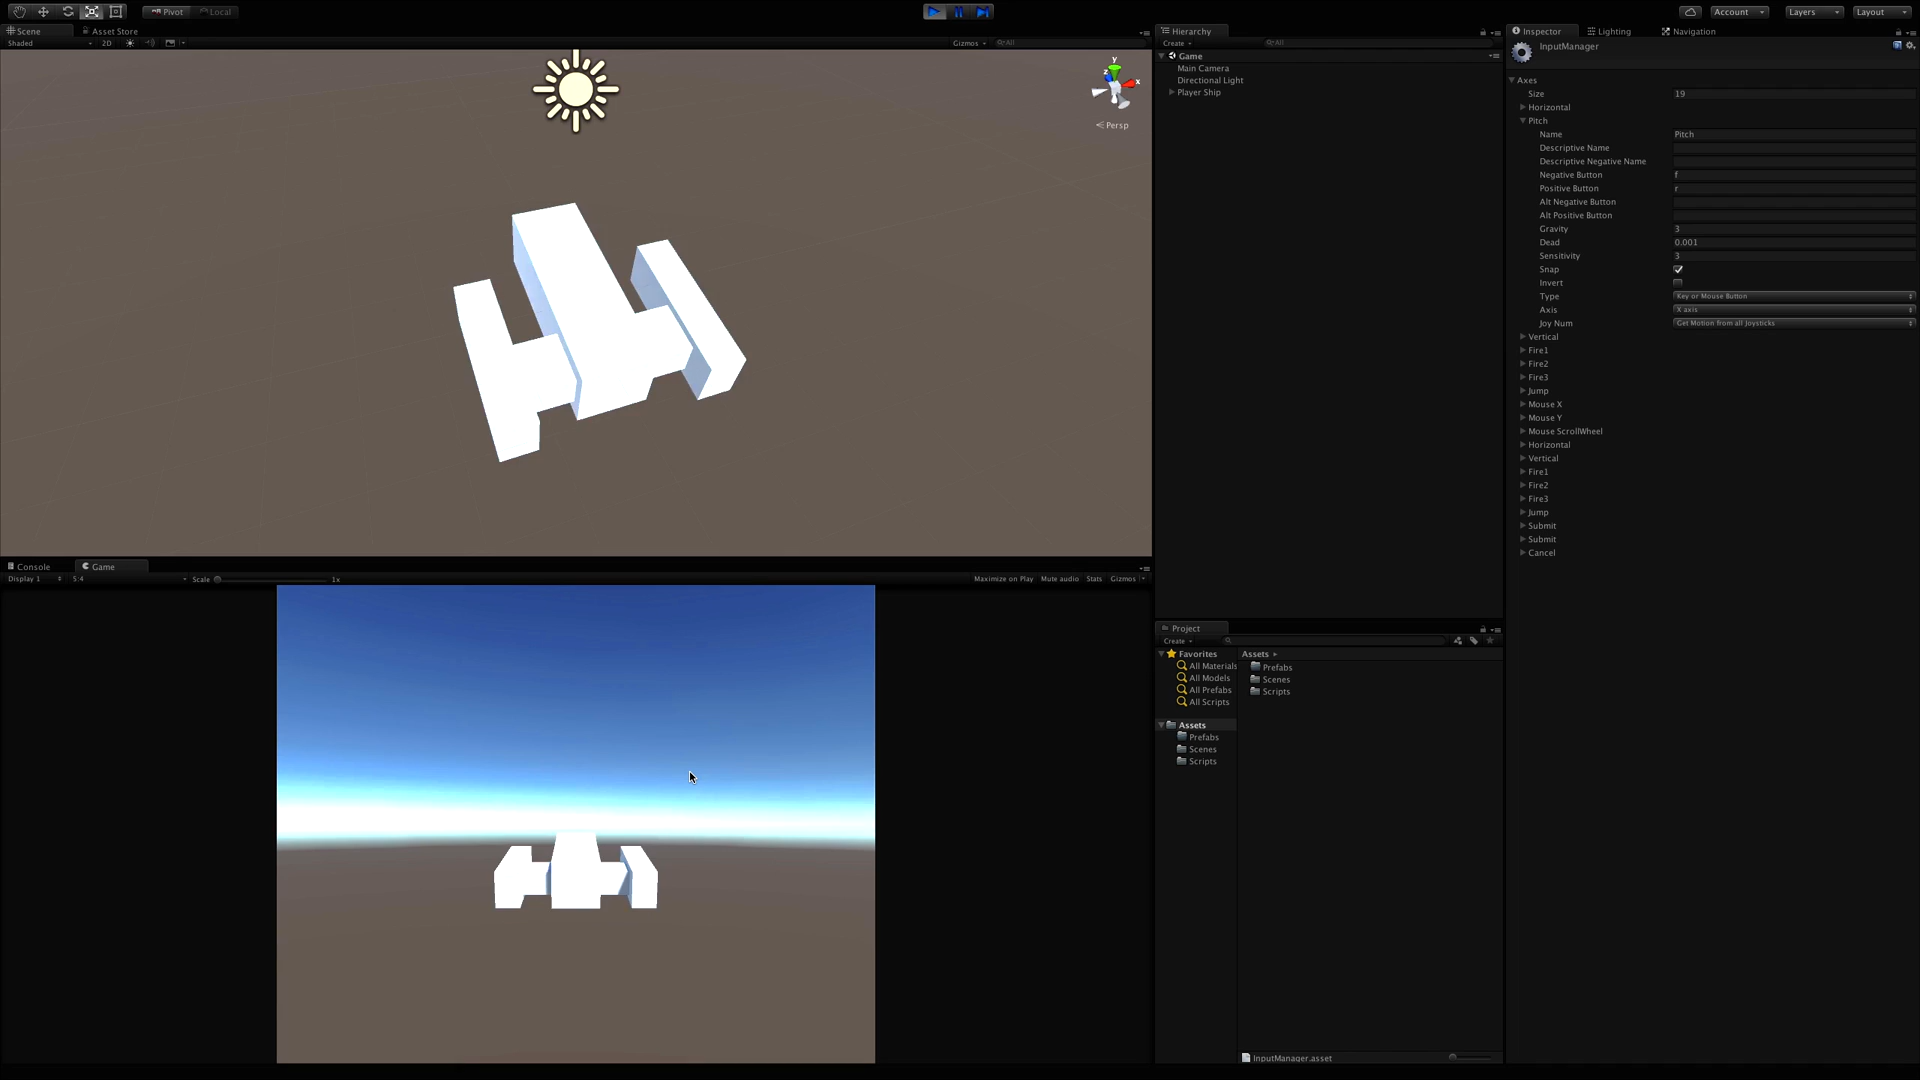 Pivot Local
Account Layers Layout
Scene Asset Store
Shaded 2D Gizmos All
y
x
z
Persp
Console Game
Display 1 5:4 Scale 1x Maximize on Play Mute audio Stats Gizmos
Hierarchy
Create All
Game
Main Camera
Directional Light
Player Ship
Project
Create
Favorites
All Materials
All Models
All Prefabs
All Scripts
Assets
Prefabs
Scenes
Scripts
Assets
Prefabs
Scenes
Scripts
InputManager.asset
Inspector Lighting Navigation
InputManager
Axes
Size 19
Horizontal
Pitch
Name Pitch
Descriptive Name
Descriptive Negative Name
Negative Button f
Positive Button r
Alt Negative Button
Alt Positive Button
Gravity 3
Dead 0.001
Sensitivity 3
Snap
Invert
Type Key or Mouse Button
Axis X axis
Joy Num Get Motion from all Joysticks
Vertical
Fire1
Fire2
Fire3
Jump
Mouse X
Mouse Y
Mouse ScrollWheel
Horizontal
Vertical
Fire1
Fire2
Fire3
Jump
Submit
Submit
Cancel